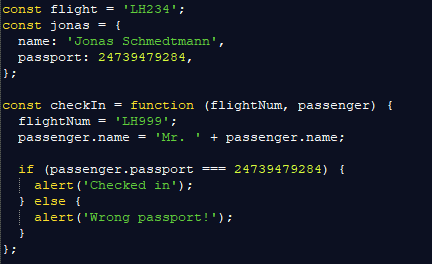 const flight = 'LH234';
const jonas = {
  name: 'Jonas Schmedtmann',
  passport: 24739479284,
};

const checkIn = function (flightNum, passenger) {
  flightNum = 'LH999';
  passenger.name = 'Mr. ' + passenger.name;

  if (passenger.passport === 24739479284) {
    alert('Checked in');
  } else {
    alert('Wrong passport!');
  }
};